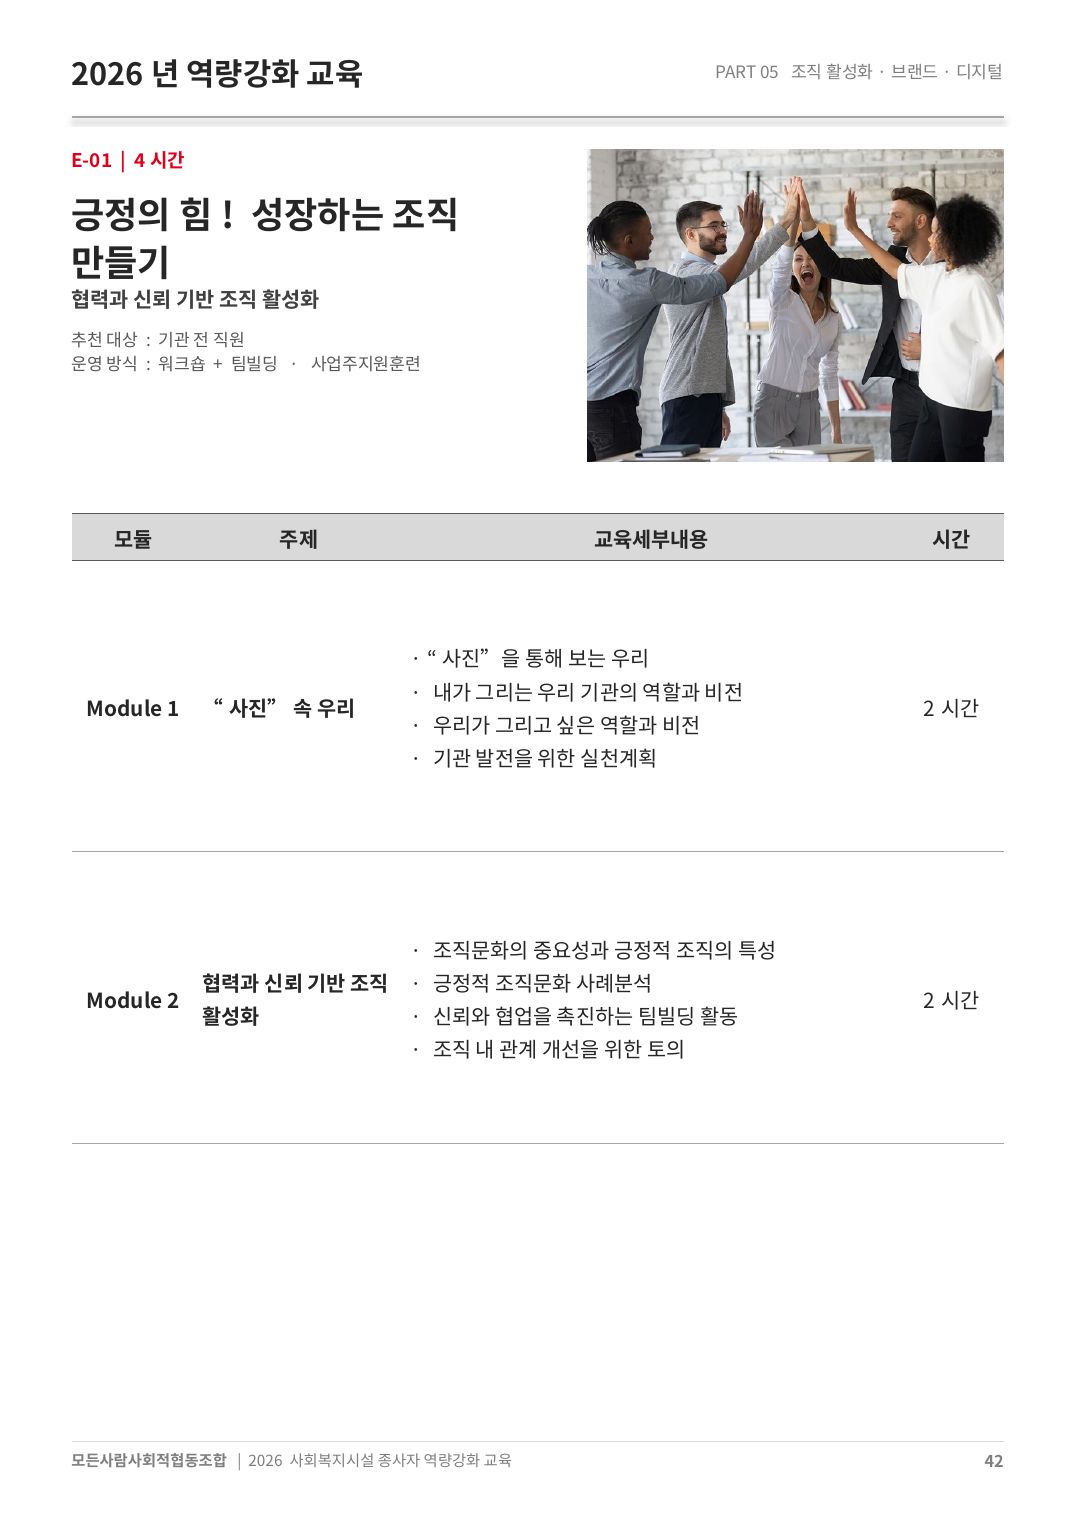 2026 년 역량강화 교육
PART 05 조직 활성화 · 브랜드 · 디지털
E-01 | 4 시간
긍정의 힘 ! 성장하는 조직
만들기
협력과 신뢰 기반 조직 활성화
추천 대상 : 기관 전 직원
운영 방식 : 워크숍 + 팀빌딩 · 사업주지원훈련
모듈 주제 교육세부내용 시간
Module 1 “ 사진” 속 우리
· “ 사진” 을 통해 보는 우리
· 내가 그리는 우리 기관의 역할과 비전
· 우리가 그리고 싶은 역할과 비전
· 기관 발전을 위한 실천계획
2 시간
Module 2
협력과 신뢰 기반 조직
활성화
· 조직문화의 중요성과 긍정적 조직의 특성
· 긍정적 조직문화 사례분석
· 신뢰와 협업을 촉진하는 팀빌딩 활동
· 조직 내 관계 개선을 위한 토의
2 시간
모든사람사회적협동조합 | 2026 사회복지시설 종사자 역량강화 교육
42